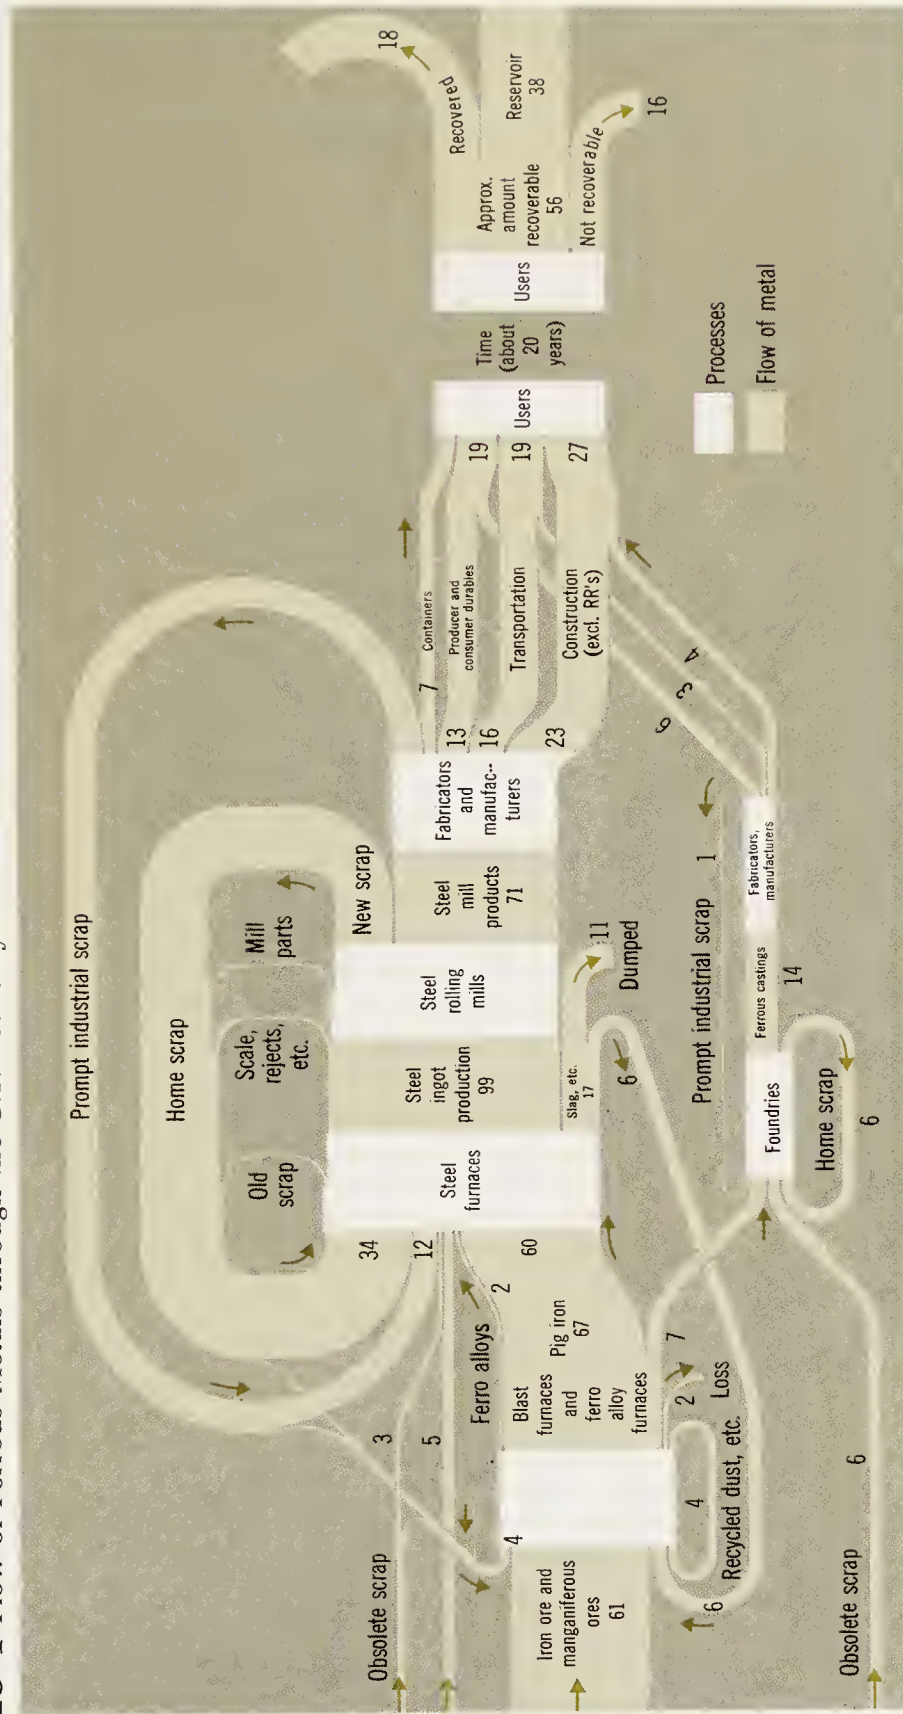 Prompt industrial scrap
Home scrap
Old
scrap
Scale,
rejects,
etc.
Mill
parts
New scrap
34
12
60
Steel
furnaces
Steel
ingot
production
99
Steel
rolling
mills
Steel
mill
products
71
Fabricators
and
manufac-
turers
7
13
16
23
Containers
Producer and
consumer durables
Transportation
Construction
(excl. RR's)
19
19
27
Users
Time
(about
20
years)
Users
Approx.
amount
recoverable
56
Recovered
18
Reservoir
38
Not recoverable
16
Obsolete scrap
3
5
Ferro alloys
2
4
Iron ore and
manganiferous
ores
61
Blast
furnaces
and
ferro
alloy
furnaces
Pig iron
67
7
2
Loss
4
Recycled dust, etc.
6
Slag, etc.
17
11
Dumped
6
Obsolete scrap
6
Foundries
Home scrap
6
Prompt industrial scrap
1
Ferrous castings
14
Fabricators,
manufacturers
6
3
4
Processes
Flow of metal